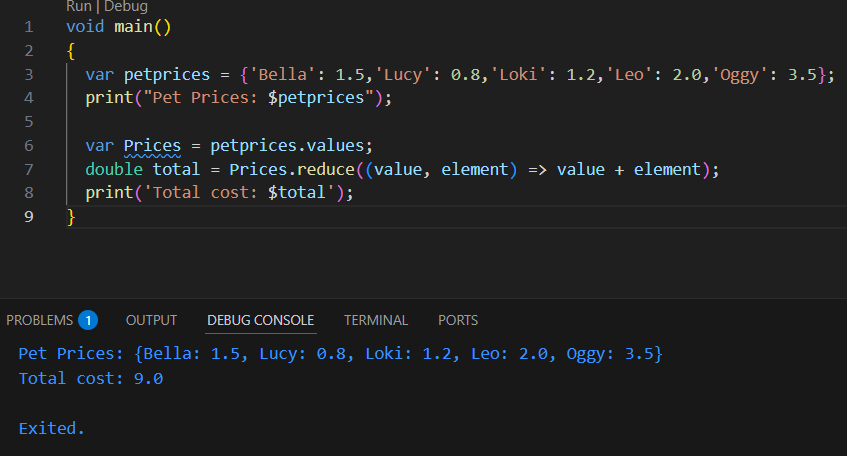 Run | Debug
1 void main()
2 {
3 var petprices = {'Bella': 1.5,'Lucy': 0.8,'Loki': 1.2,'Leo': 2.0,'Oggy': 3.5};
4 print("Pet Prices: $petprices");
5
6 var Prices = petprices.values;
7 double total = Prices.reduce((value, element) => value + element);
8 print('Total cost: $total');
9 }
PROBLEMS 1 OUTPUT DEBUG CONSOLE TERMINAL PORTS
Pet Prices: {Bella: 1.5, Lucy: 0.8, Loki: 1.2, Leo: 2.0, Oggy: 3.5}
Total cost: 9.0
Exited.